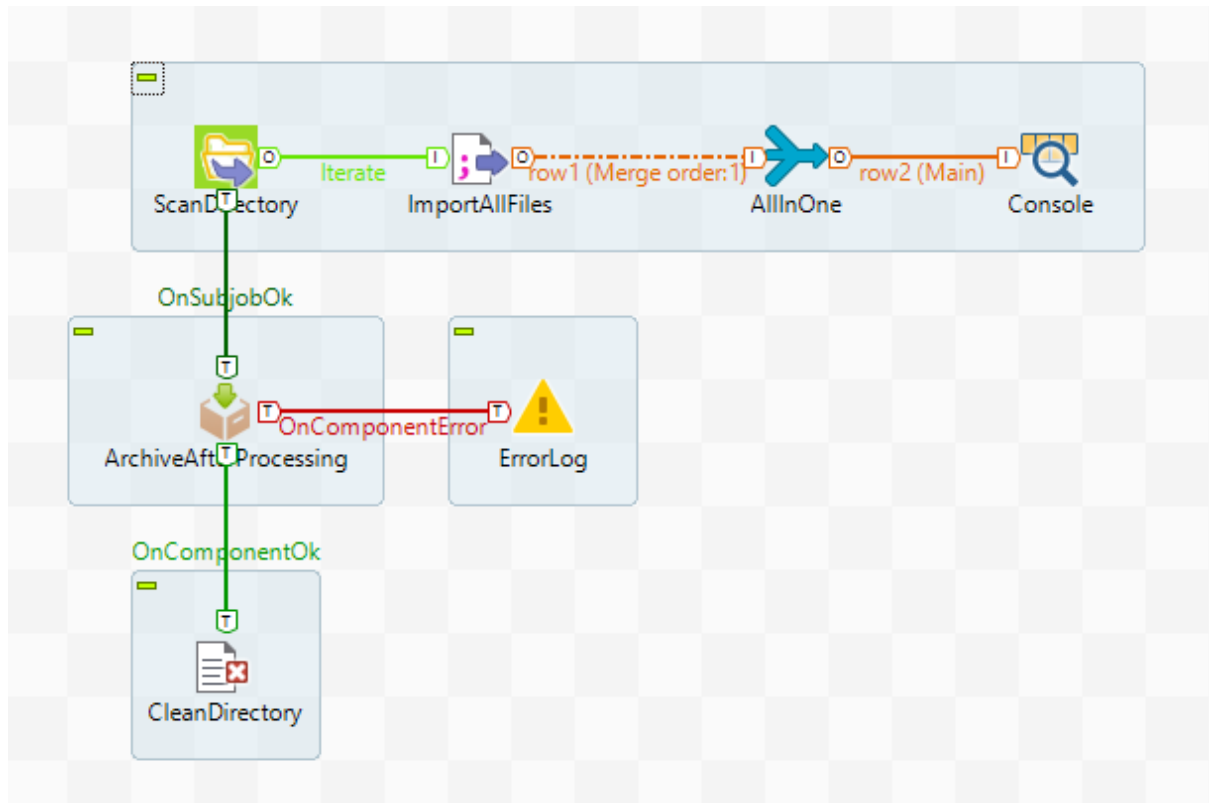 O Iterate I ; O row1 (Merge order:1) I O row2 (Main) I
ScanDirectory ImportAllFiles AllInOne Console
T
OnSubjobOk
T
T OnComponentError T
ArchiveAfterProcessing ErrorLog
T
OnComponentOk
T
CleanDirectory